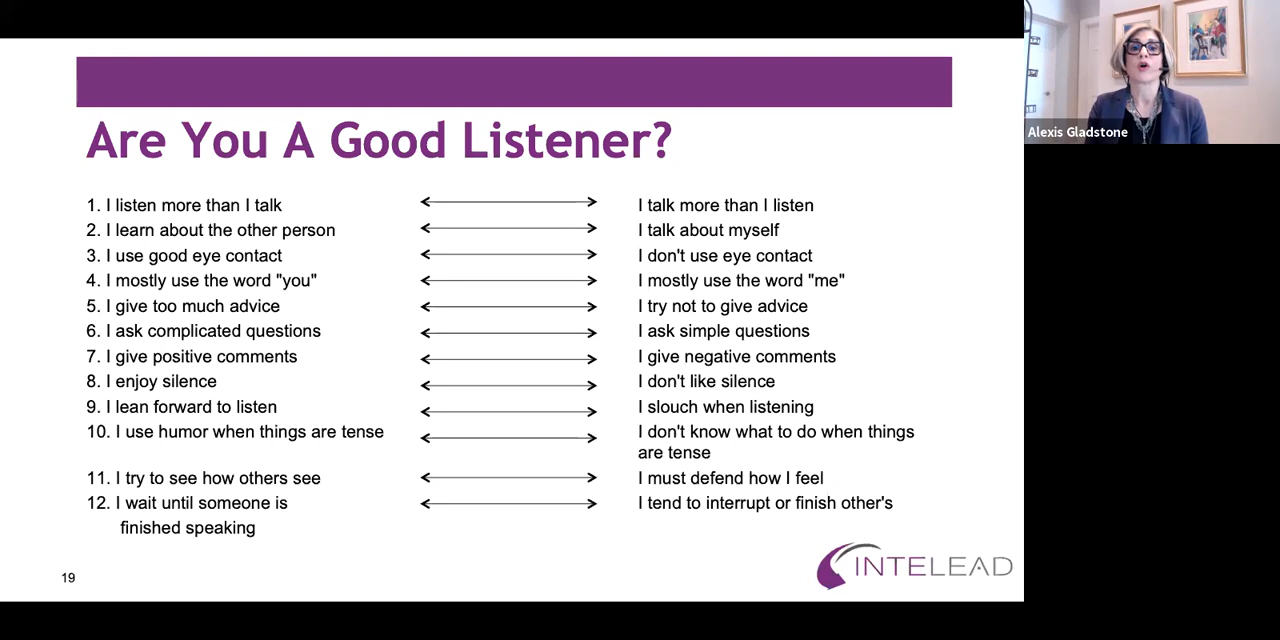 Are You A Good Listener?
1. I listen more than I talk
I talk more than I listen
2. I learn about the other person
I talk about myself
3. I use good eye contact
I don't use eye contact
4. I mostly use the word "you"
I mostly use the word "me"
5. I give too much advice
I try not to give advice
6. I ask complicated questions
I ask simple questions
7. I give positive comments
I give negative comments
8. I enjoy silence
I don't like silence
9. I lean forward to listen
I slouch when listening
10. I use humor when things are tense
I don't know what to do when things
are tense
11. I try to see how others see
I must defend how I feel
12. I wait until someone is
finished speaking
I tend to interrupt or finish other's
19
INTELEAD
Alexis Gladstone